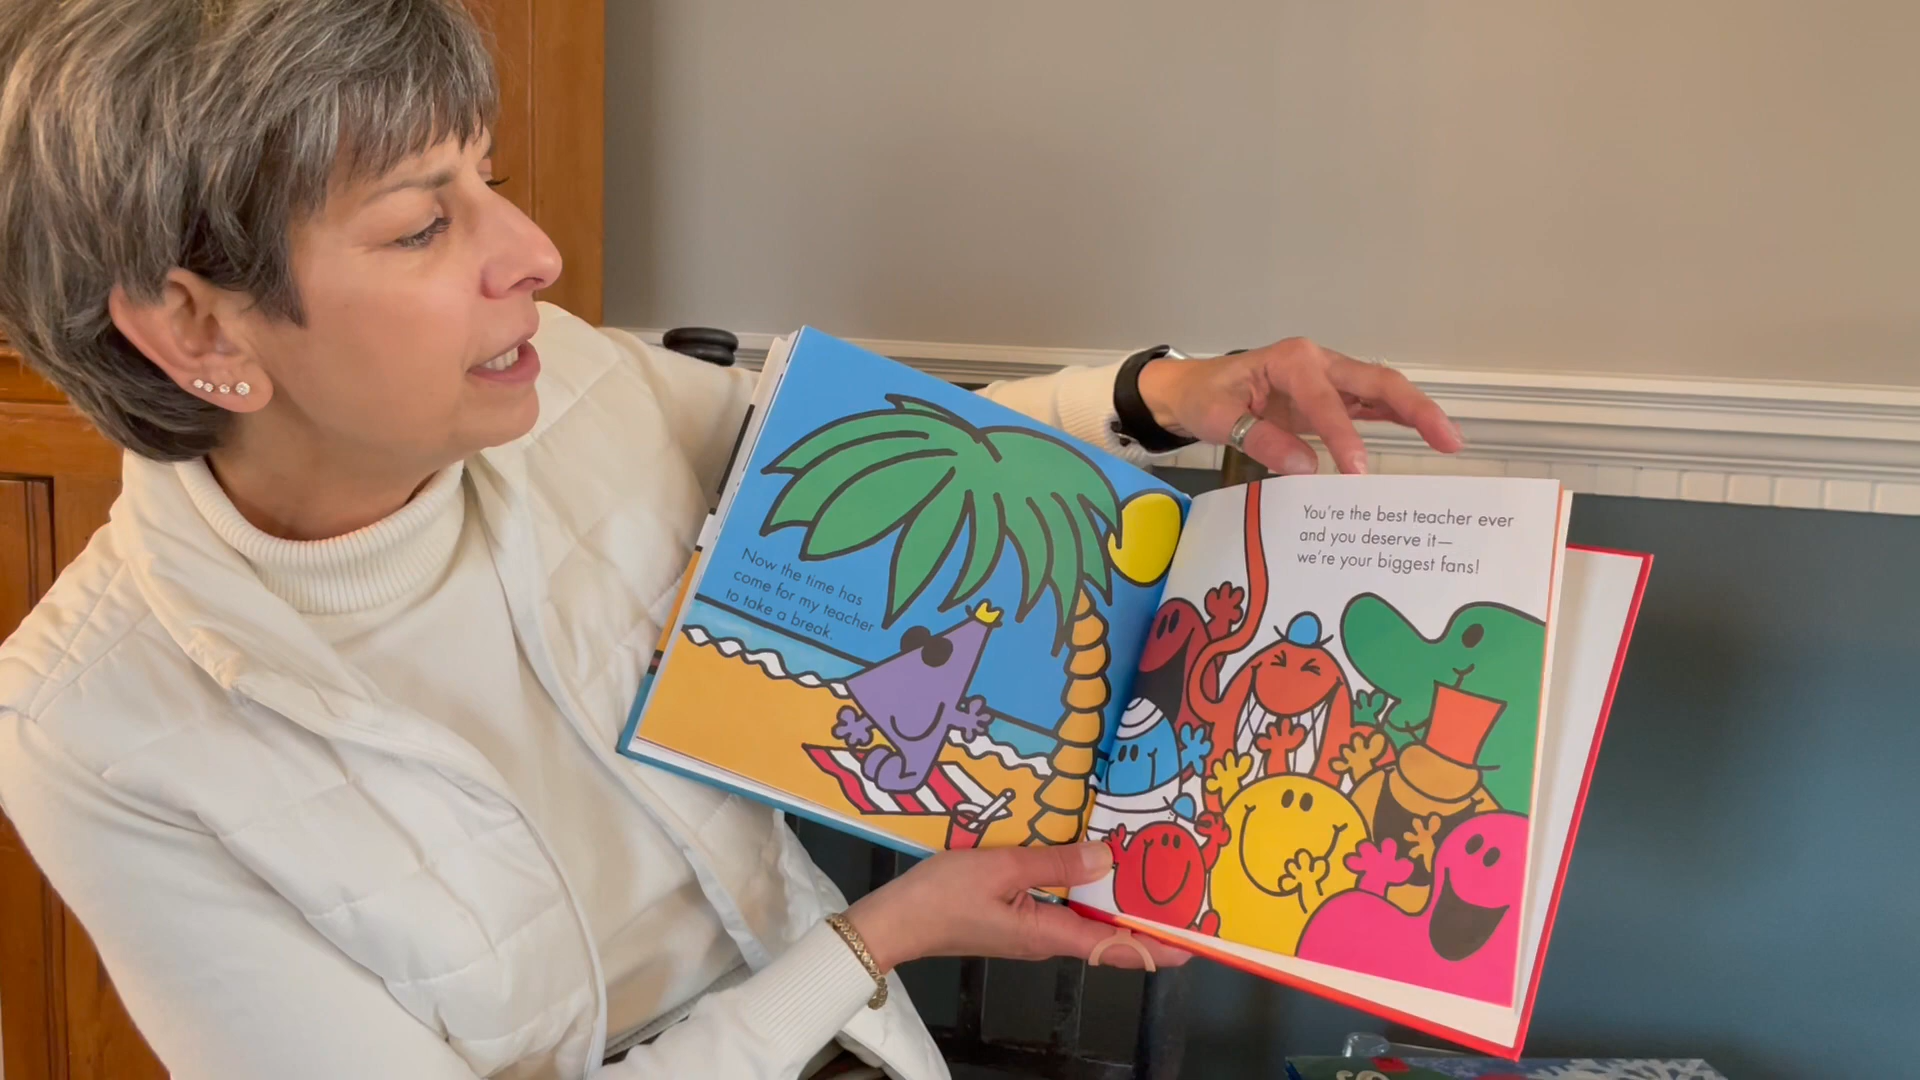 Now the time has
come for my teacher
to take a break.
You're the best teacher ever
and you deserve it—
we're your biggest fans!